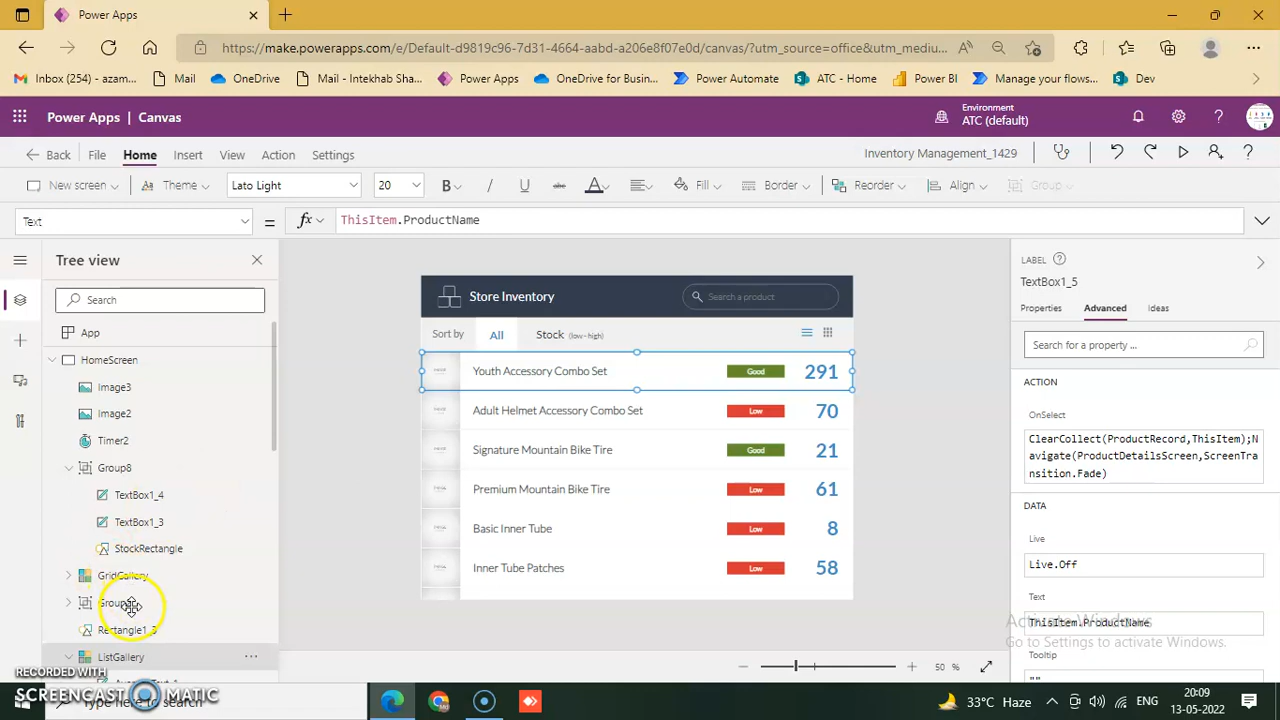 Power Apps
https://make.powerapps.com/e/Default-d9819c96-7d31-4664-aabd-a206e8f07e0d/canvas/?utm_source=office&utm_mediu...
Inbox (254) – azam... Mail OneDrive Mail - Intekhab Sha... Power Apps OneDrive for Busin... Power Automate ATC - Home Power BI Manage your flows... Dev
Power Apps | Canvas
Environment
ATC (default)
Back File Home Insert View Action Settings Inventory Management_1429
New screen Theme Lato Light 20 B I U abc A Fill Border Reorder Align Group
Text = fx ThisItem.ProductName
Tree view
Search
App
HomeScreen
Image3
Image2
Timer2
Group8
TextBox1_4
TextBox1_3
StockRectangle
GridGallery
Rectangle1_3
ListGallery
Store Inventory
Search a product
Sort by All Stock (low–high)
Youth Accessory Combo Set Good 291
Adult Helmet Accessory Combo Set Low 70
Signature Mountain Bike Tire Good 21
Premium Mountain Bike Tire Low 61
Basic Inner Tube Low 8
Inner Tube Patches Low 58
50 %
LABEL
TextBox1_5
Properties Advanced Ideas
Search for a property ...
ACTION
OnSelect
ClearCollect(ProductRecord,ThisItem);N
avigate(ProductDetailsScreen,ScreenTra
nsition.Fade)
DATA
Live
Live.Off
Text
ThisItem.ProductName
Tooltip
""
Activate Windows
Go to Settings to activate Windows.
RECORDED WITH
SCREENCAST MATIC
Type here to search
33°C Haze ENG 20:09
13-05-2022